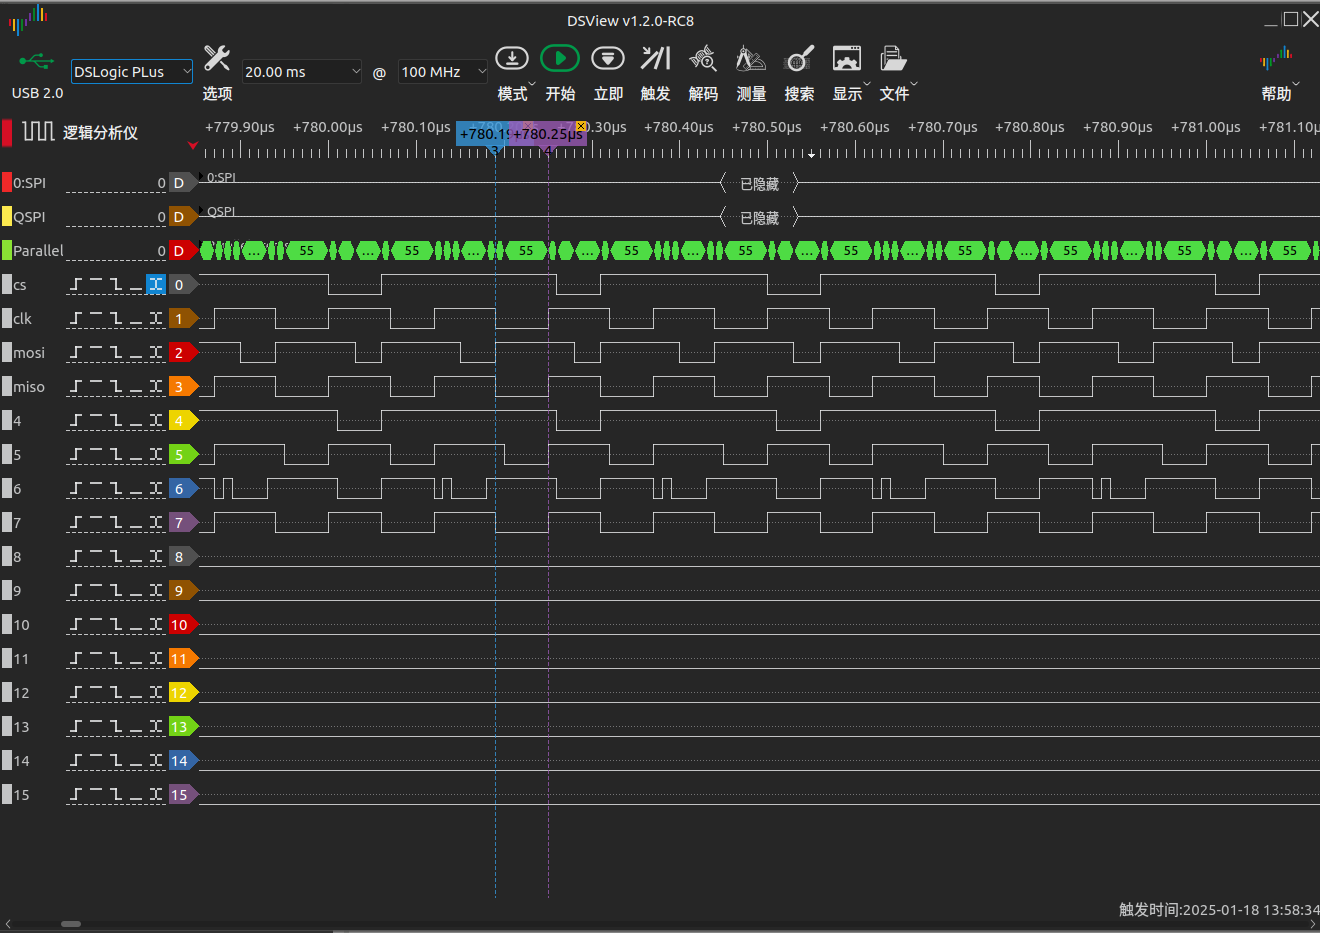 DSView v1.2.0-RC8
USB 2.0
DSLogic PLus
选项
20.00 ms
@
100 MHz
模式
开始
立即
触发
解码
测量
搜索
显示
文件
帮助
逻辑分析仪
+779.90µs +780.00µs +780.10µs +780.25µs +780.40µs +780.50µs +780.60µs +780.70µs +780.80µs +780.90µs +781.00µs
3 4
0:SPI 0 D 0:SPI 已隐藏
QSPI 0 D QSPI 已隐藏
Parallel 0 D ... 55 ... 55 ... 55 ... 55 ... 55 ... 55 ... 55 ... 55 ... 55 ... 55
cs 0
clk 1
mosi 2
miso 3
4 4
5 5
6 6
7 7
8 8
9 9
10 10
11 11
12 12
13 13
14 14
15 15
触发时间:2025-01-18 13:58:34